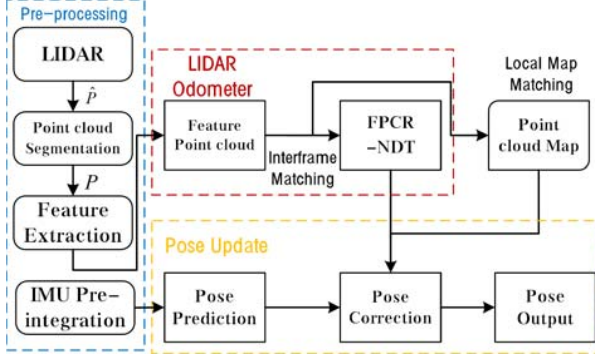 Pre-processing
LIDAR
P̂
Point cloud
Segmentation
P
Feature
Extraction
IMU Pre-
integration
LIDAR
Odometer
Feature
Point cloud
Interframe
Matching
FPCR
-NDT
Local Map
Matching
Point
cloud Map
Pose Update
Pose
Prediction
Pose
Correction
Pose
Output